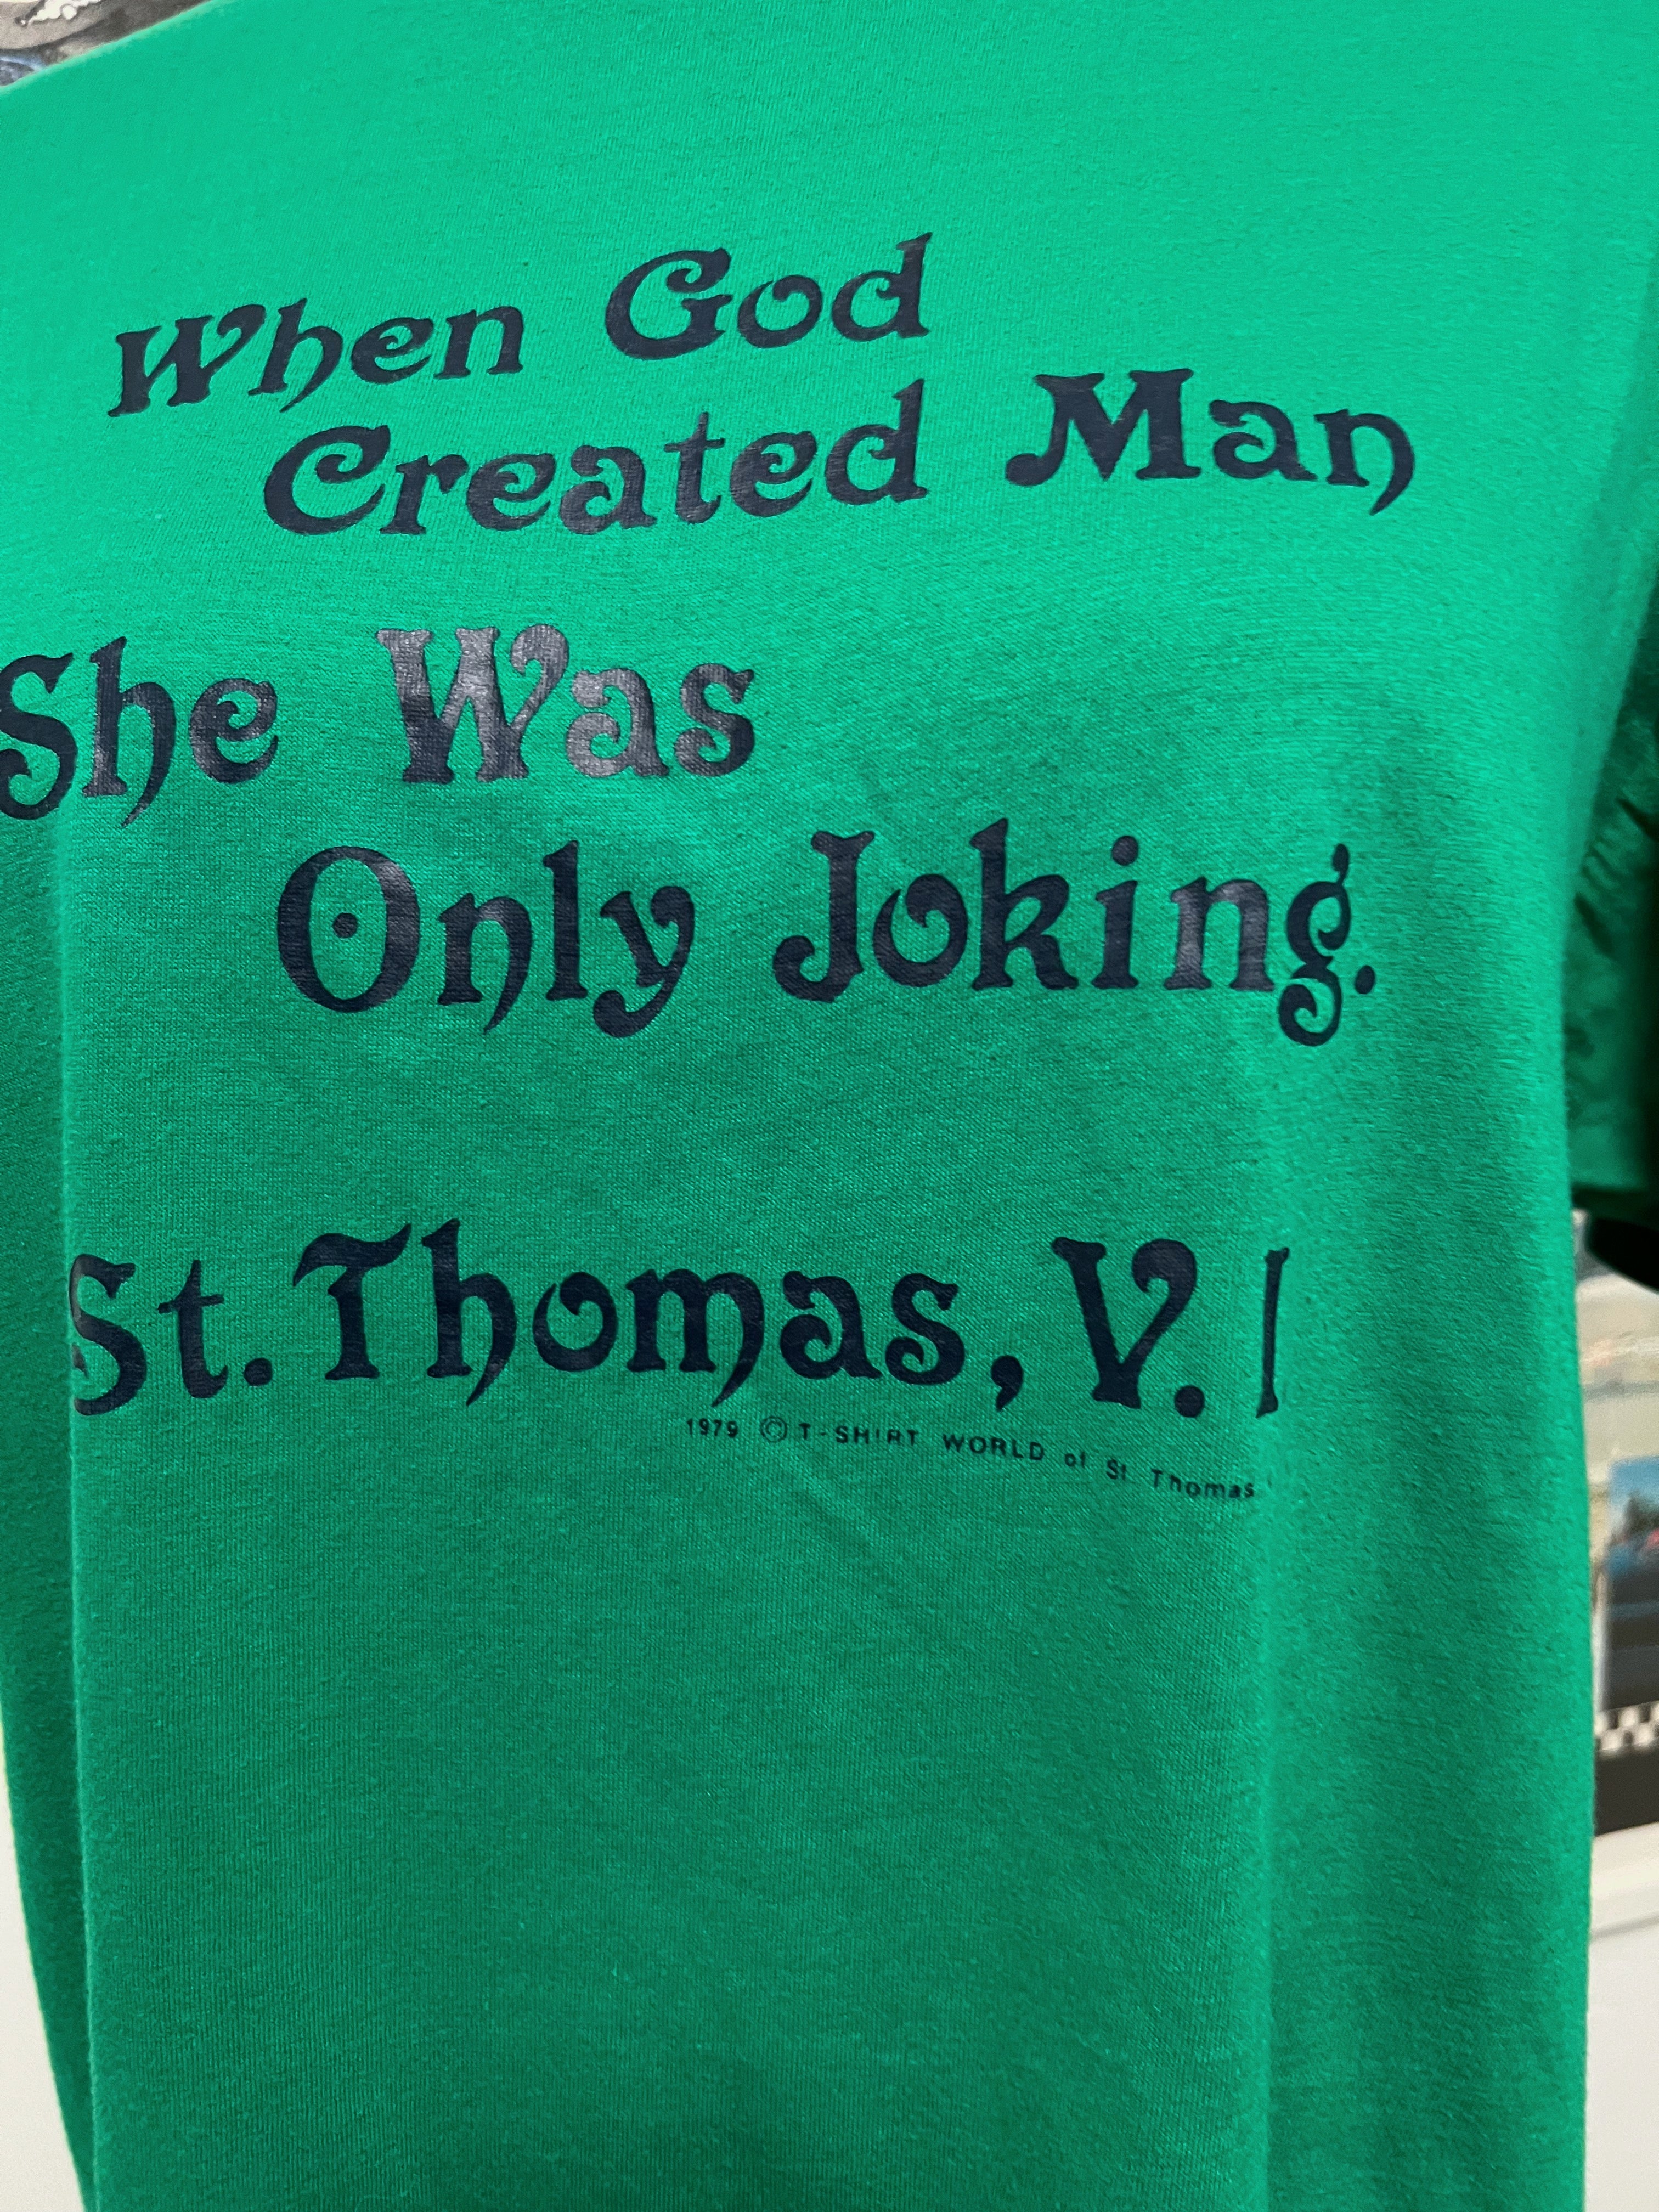 When God
Created Man
She Was
Only Joking.
St. Thomas, V. I
1979 © T-SHIRT WORLD of St Thomas